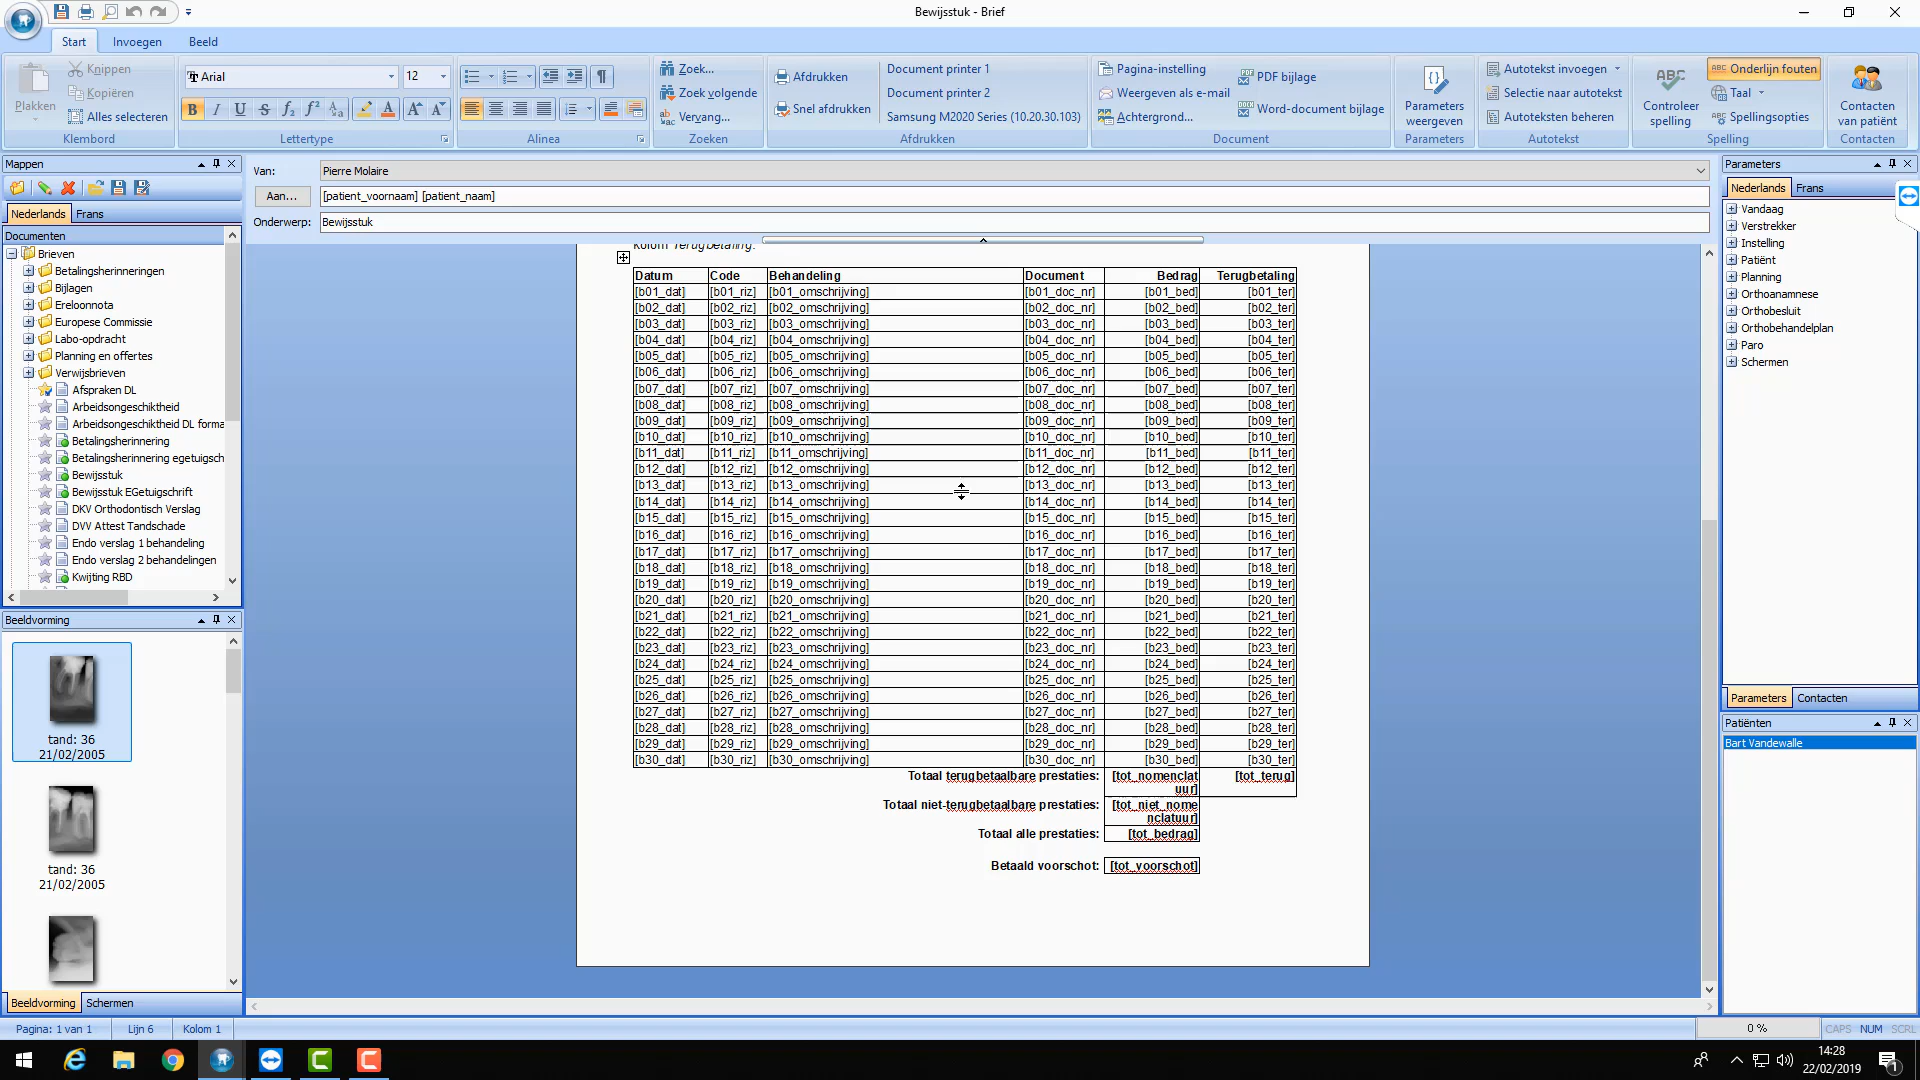 Bewijsstuk - Brief
Start Invoegen Beeld
Plakken
Knippen
Kopiëren
Alles selecteren
Klembord
Arial 12
Lettertype
Alinea
Zoek...
Zoek volgende
Vervang...
Zoeken
Afdrukken
Snel afdrukken
Document printer 1
Document printer 2
Samsung M2020 Series (10.20.30.103)
Afdrukken
Pagina-instelling
Weergeven als e-mail
Achtergrond...
PDF bijlage
Word-document bijlage
Document
Parameters
weergeven
Parameters
Autotekst invoegen
Selectie naar autotekst
Autoteksten beheren
Autotekst
Controleer
spelling
Onderlijn fouten
Taal
Spellingsopties
Spelling
Contacten
van patiënt
Contacten
Mappen
Nederlands Frans
Documenten
Brieven
Betalingsherinneringen
Bijlagen
Ereloonnota
Europese Commissie
Labo-opdracht
Planning en offertes
Verwijsbrieven
Afspraken DL
Arbeidsongeschiktheid
Arbeidsongeschiktheid DL forma
Betalingsherinnering
Betalingsherinnering egetuigsch
Bewijsstuk
Bewijsstuk EGetuigschrift
DKV Orthodontisch Verslag
DVV Attest Tandschade
Endo verslag 1 behandeling
Endo verslag 2 behandelingen
Kwijting RBD
Beeldvorming
tand: 36
21/02/2005
tand: 36
21/02/2005
Beeldvorming Schermen
Van: Pierre Molaire
Aan... [patient_voornaam] [patient_naam]
Onderwerp: Bewijsstuk
Kolom Terugbetaling:
Datum Code Behandeling Document Bedrag Terugbetaling
[b01_dat] [b01_riz] [b01_omschrijving] [b01_doc_nr] [b01_bed] [b01_ter]
[b02_dat] [b02_riz] [b02_omschrijving] [b02_doc_nr] [b02_bed] [b02_ter]
[b03_dat] [b03_riz] [b03_omschrijving] [b03_doc_nr] [b03_bed] [b03_ter]
[b04_dat] [b04_riz] [b04_omschrijving] [b04_doc_nr] [b04_bed] [b04_ter]
[b05_dat] [b05_riz] [b05_omschrijving] [b05_doc_nr] [b05_bed] [b05_ter]
[b06_dat] [b06_riz] [b06_omschrijving] [b06_doc_nr] [b06_bed] [b06_ter]
[b07_dat] [b07_riz] [b07_omschrijving] [b07_doc_nr] [b07_bed] [b07_ter]
[b08_dat] [b08_riz] [b08_omschrijving] [b08_doc_nr] [b08_bed] [b08_ter]
[b09_dat] [b09_riz] [b09_omschrijving] [b09_doc_nr] [b09_bed] [b09_ter]
[b10_dat] [b10_riz] [b10_omschrijving] [b10_doc_nr] [b10_bed] [b10_ter]
[b11_dat] [b11_riz] [b11_omschrijving] [b11_doc_nr] [b11_bed] [b11_ter]
[b12_dat] [b12_riz] [b12_omschrijving] [b12_doc_nr] [b12_bed] [b12_ter]
[b13_dat] [b13_riz] [b13_omschrijving] [b13_doc_nr] [b13_bed] [b13_ter]
[b14_dat] [b14_riz] [b14_omschrijving] [b14_doc_nr] [b14_bed] [b14_ter]
[b15_dat] [b15_riz] [b15_omschrijving] [b15_doc_nr] [b15_bed] [b15_ter]
[b16_dat] [b16_riz] [b16_omschrijving] [b16_doc_nr] [b16_bed] [b16_ter]
[b17_dat] [b17_riz] [b17_omschrijving] [b17_doc_nr] [b17_bed] [b17_ter]
[b18_dat] [b18_riz] [b18_omschrijving] [b18_doc_nr] [b18_bed] [b18_ter]
[b19_dat] [b19_riz] [b19_omschrijving] [b19_doc_nr] [b19_bed] [b19_ter]
[b20_dat] [b20_riz] [b20_omschrijving] [b20_doc_nr] [b20_bed] [b20_ter]
[b21_dat] [b21_riz] [b21_omschrijving] [b21_doc_nr] [b21_bed] [b21_ter]
[b22_dat] [b22_riz] [b22_omschrijving] [b22_doc_nr] [b22_bed] [b22_ter]
[b23_dat] [b23_riz] [b23_omschrijving] [b23_doc_nr] [b23_bed] [b23_ter]
[b24_dat] [b24_riz] [b24_omschrijving] [b24_doc_nr] [b24_bed] [b24_ter]
[b25_dat] [b25_riz] [b25_omschrijving] [b25_doc_nr] [b25_bed] [b25_ter]
[b26_dat] [b26_riz] [b26_omschrijving] [b26_doc_nr] [b26_bed] [b26_ter]
[b27_dat] [b27_riz] [b27_omschrijving] [b27_doc_nr] [b27_bed] [b27_ter]
[b28_dat] [b28_riz] [b28_omschrijving] [b28_doc_nr] [b28_bed] [b28_ter]
[b29_dat] [b29_riz] [b29_omschrijving] [b29_doc_nr] [b29_bed] [b29_ter]
[b30_dat] [b30_riz] [b30_omschrijving] [b30_doc_nr] [b30_bed] [b30_ter]
Totaal terugbetaalbare prestaties: [tot_nomenclat [tot_terug]
uur]
Totaal niet-terugbetaalbare prestaties: [tot_niet_nome
nclatuur]
Totaal alle prestaties: [tot_bedrag]
Betaald voorschot: [tot_voorschot]
Parameters
Nederlands Frans
Vandaag
Verstrekker
Instelling
Patiënt
Planning
Orthoanamnese
Orthobesluit
Orthobehandelplan
Paro
Schermen
Parameters Contacten
Patiënten
Bart Vandewalle
Pagina: 1 van 1 Lijn 6 Kolom 1
0 % CAPS NUM SCRL
14:28
22/02/2019
1